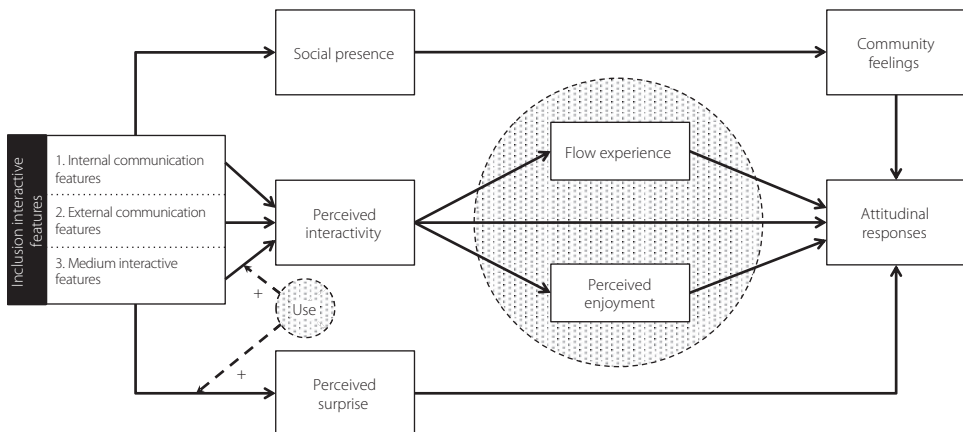 Social presence
Community
feelings
Inclusion interactive
features
1. Internal communication
features
2. External communication
features
3. Medium interactive
features
Perceived
interactivity
Flow experience
Perceived
enjoyment
Attitudinal
responses
+
Use
+
Perceived
surprise